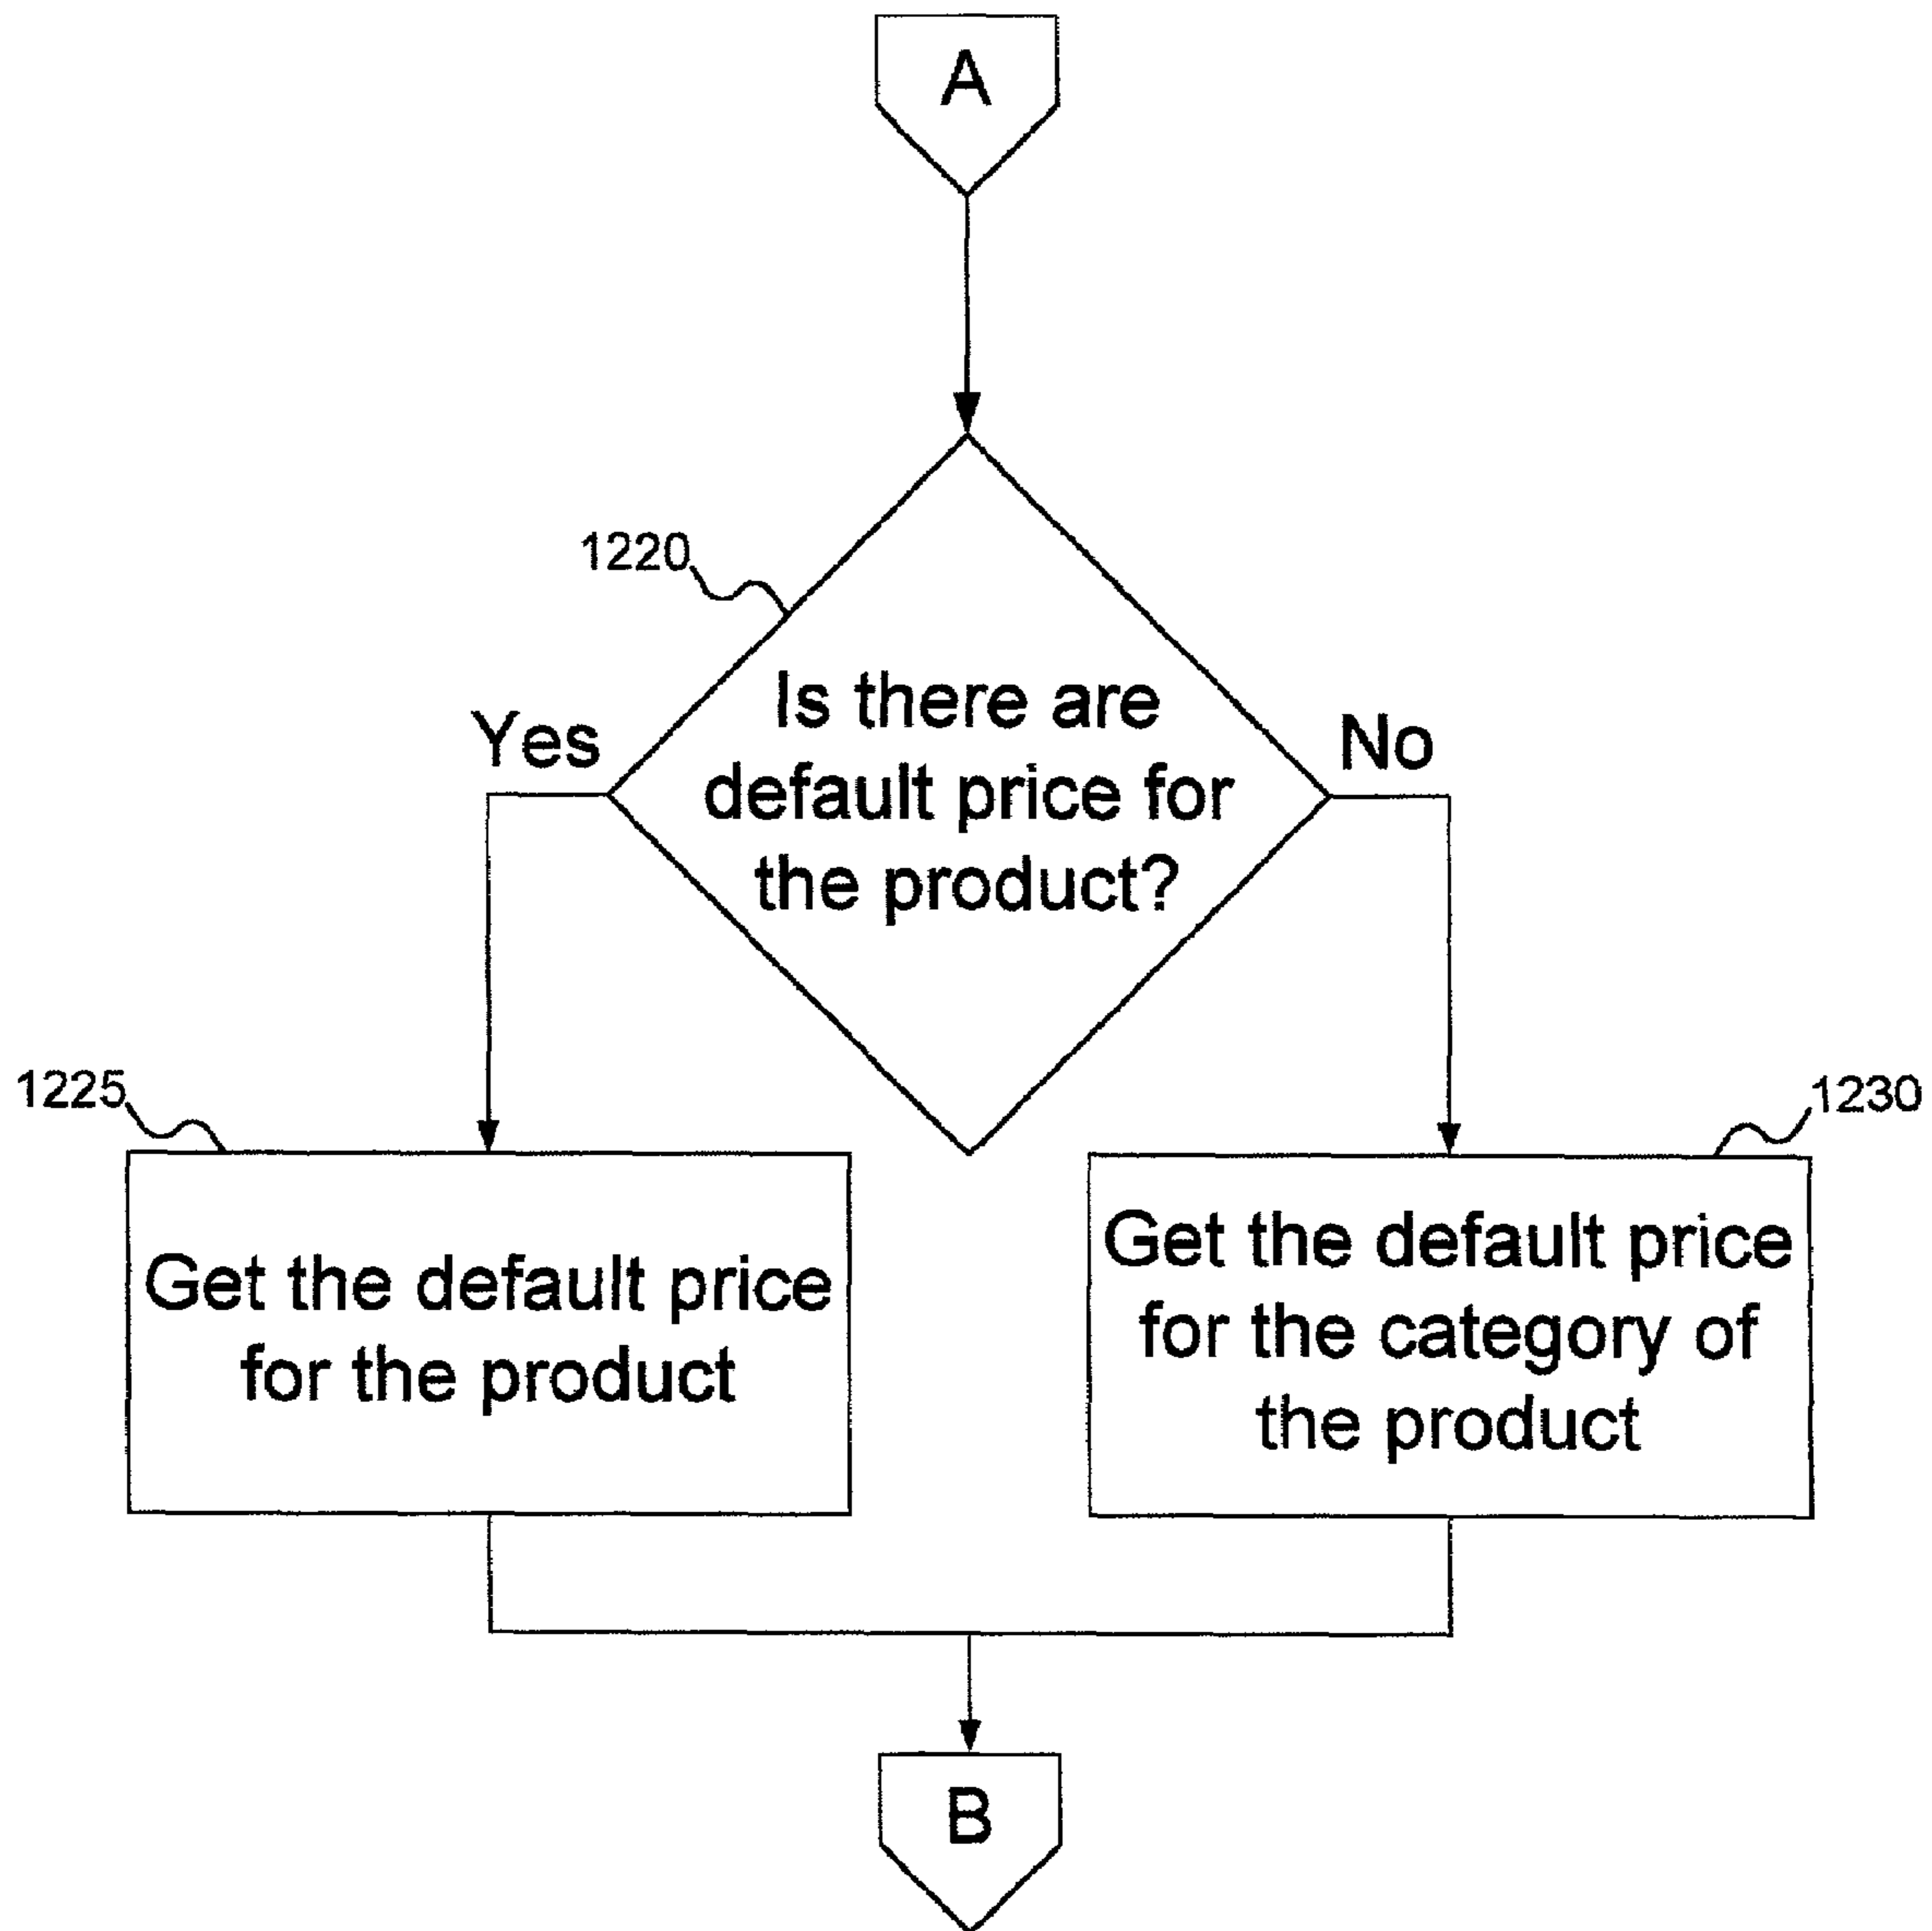 A
1220
Is there are
default price for
the product?
Yes
No
1225
Get the default price
for the product
1230
Get the default price
for the category of
the product
B